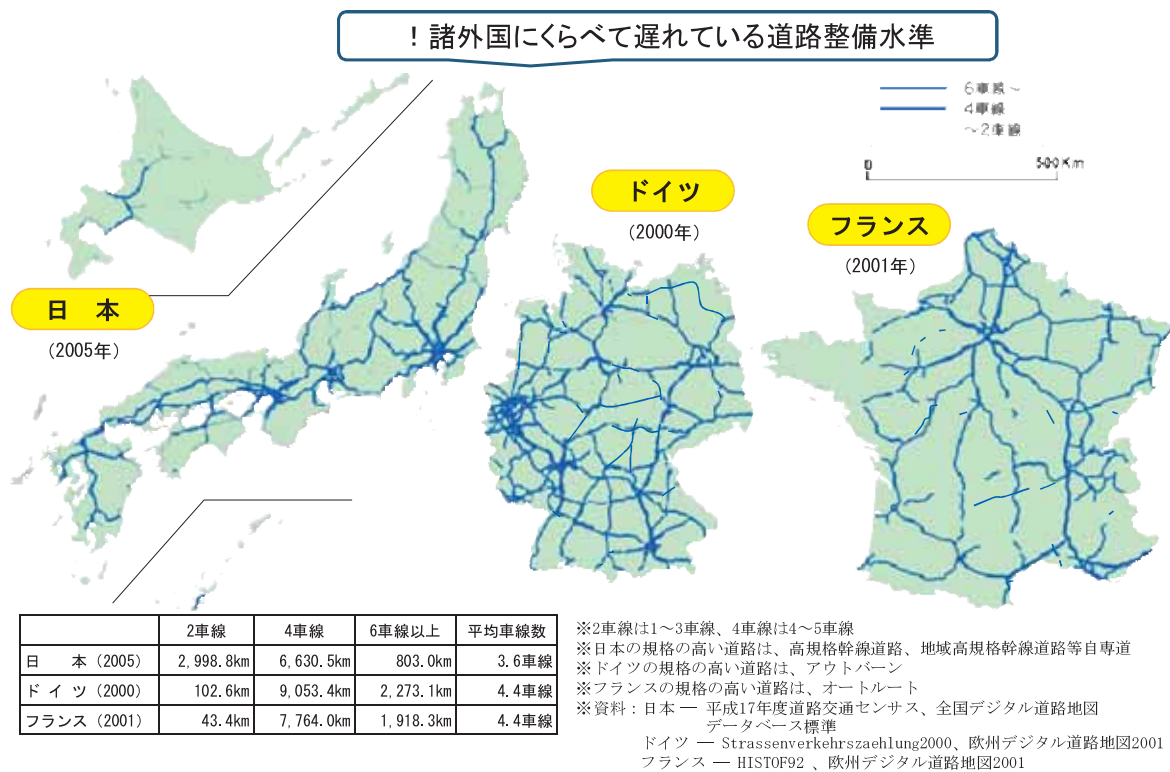 ！諸外国にくらべて遅れている道路整備水準
6車線～
4車線
～2車線
0 500Km
ドイツ
(2000年)
フランス
(2001年)
日 本
(2005年)
2車線 4車線 6車線以上 平均車線数
日 本 (2005) 2,998.8km 6,630.5km 803.0km 3.6車線
ド イ ツ (2000) 102.6km 9,053.4km 2,273.1km 4.4車線
フランス (2001) 43.4km 7,764.0km 1,918.3km 4.4車線
※2車線は1～3車線、4車線は4～5車線
※日本の規格の高い道路は、高規格幹線道路、地域高規格幹線道路等自専道
※ドイツの規格の高い道路は、アウトバーン
※フランスの規格の高い道路は、オートルート
※資料：日本 ― 平成17年度道路交通センサス、全国デジタル道路地図
データベース標準
ドイツ ― Strassenverkehrszaehlung2000、欧州デジタル道路地図2001
フランス ― HISTOF92 、欧州デジタル道路地図2001